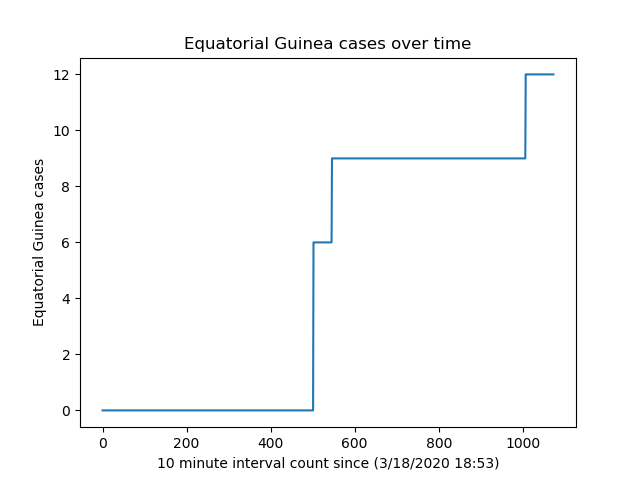 Equatorial Guinea cases over time
12
10
8
6
4
2
0
Equatorial Guinea cases
0 200 400 600 800 1000
10 minute interval count since (3/18/2020 18:53)